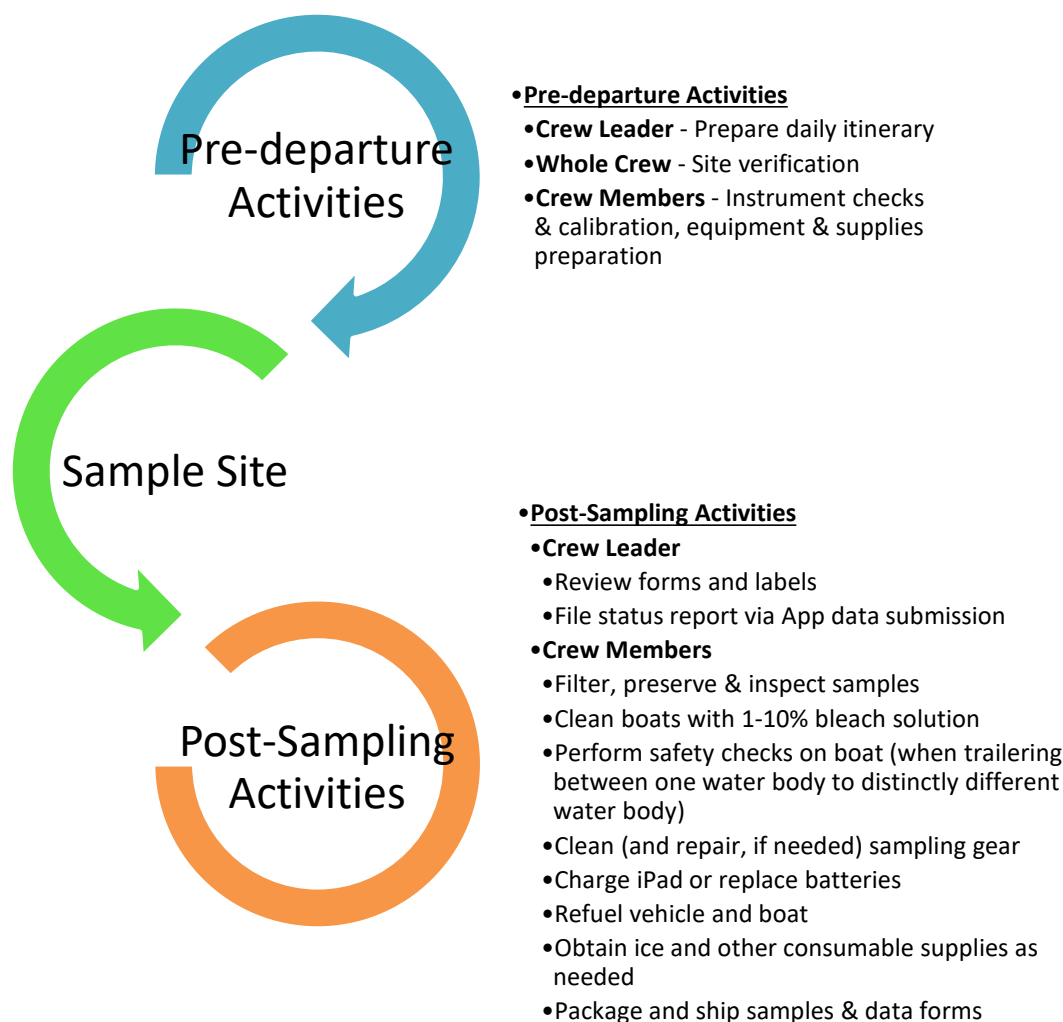 Pre-departure
Activities
•Pre-departure Activities
•Crew Leader - Prepare daily itinerary
•Whole Crew - Site verification
•Crew Members - Instrument checks
& calibration, equipment & supplies
preparation
Sample Site
Post-Sampling
Activities
•Post-Sampling Activities
•Crew Leader
•Review forms and labels
•File status report via App data submission
•Crew Members
•Filter, preserve & inspect samples
•Clean boats with 1-10% bleach solution
•Perform safety checks on boat (when trailering
between one water body to distinctly different
water body)
•Clean (and repair, if needed) sampling gear
•Charge iPad or replace batteries
•Refuel vehicle and boat
•Obtain ice and other consumable supplies as
needed
•Package and ship samples & data forms